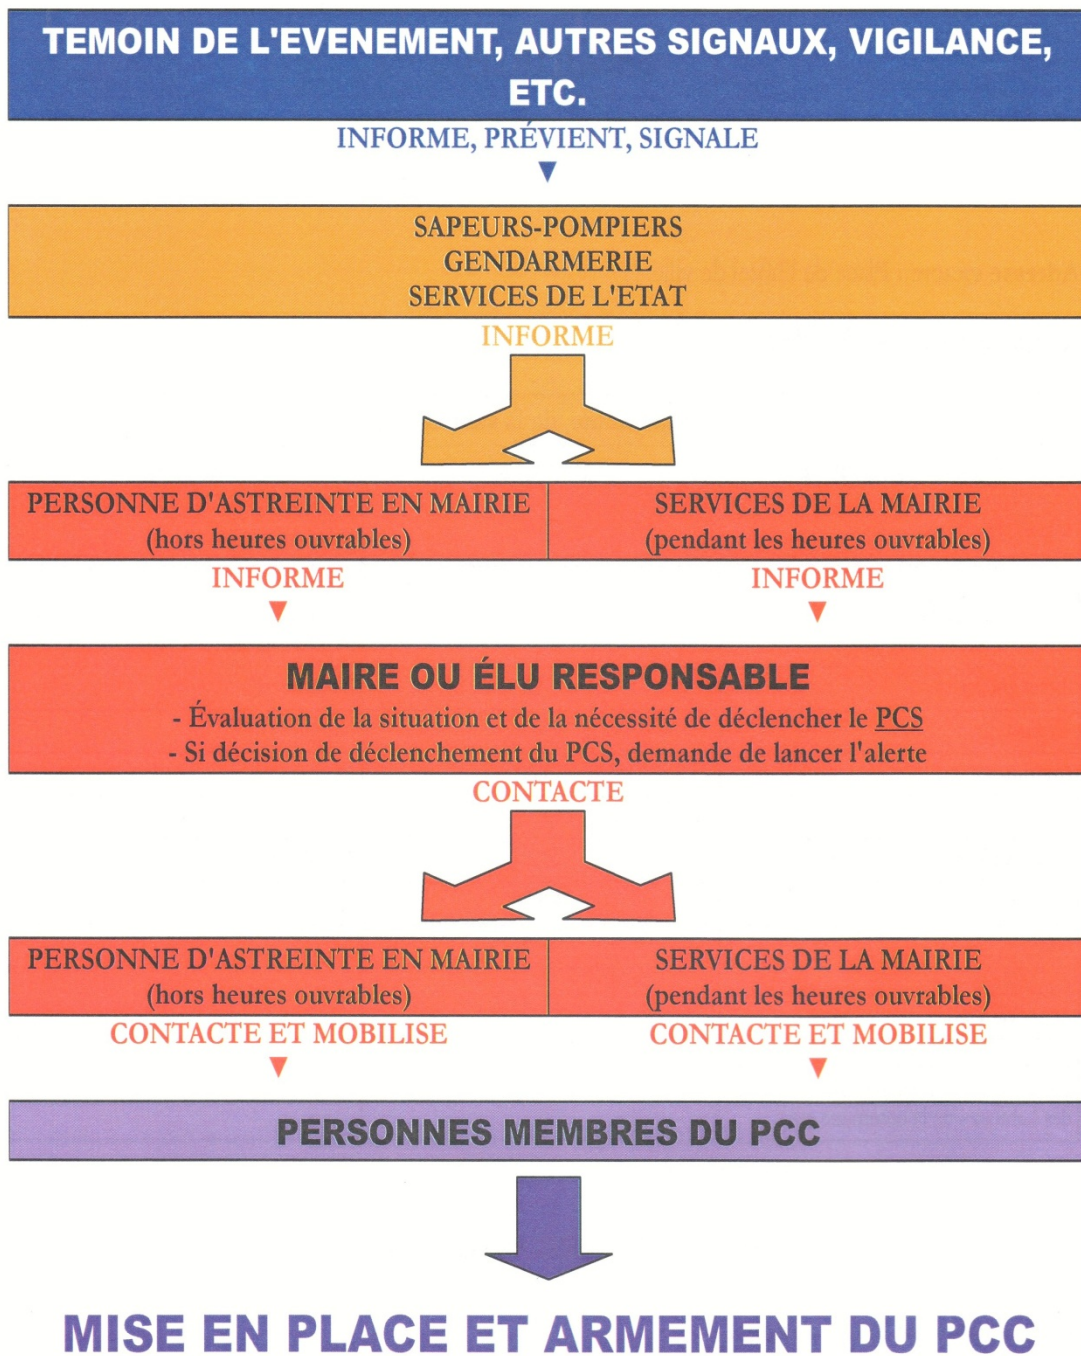 TEMOIN DE L'EVENEMENT, AUTRES SIGNAUX, VIGILANCE,
ETC.
INFORME, PRÉVIENT, SIGNALE
SAPEURS-POMPIERS
GENDARMERIE
SERVICES DE L'ETAT
INFORME
PERSONNE D'ASTREINTE EN MAIRIE
(hors heures ouvrables)
SERVICES DE LA MAIRIE
(pendant les heures ouvrables)
INFORME
INFORME
MAIRE OU ÉLU RESPONSABLE
- Évaluation de la situation et de la nécessité de déclencher le PCS
- Si décision de déclenchement du PCS, demande de lancer l'alerte
CONTACTE
PERSONNE D'ASTREINTE EN MAIRIE
(hors heures ouvrables)
SERVICES DE LA MAIRIE
(pendant les heures ouvrables)
CONTACTE ET MOBILISE
CONTACTE ET MOBILISE
PERSONNES MEMBRES DU PCC
MISE EN PLACE ET ARMEMENT DU PCC